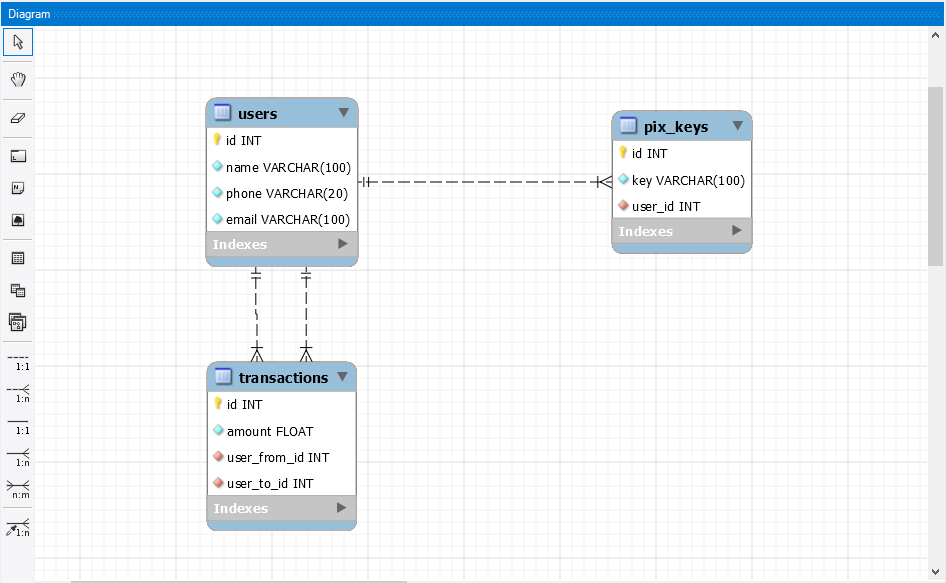 Diagram
users
id INT
name VARCHAR(100)
phone VARCHAR(20)
email VARCHAR(100)
Indexes
pix_keys
id INT
key VARCHAR(100)
user_id INT
Indexes
transactions
id INT
amount FLOAT
user_from_id INT
user_to_id INT
Indexes
1:1
1:n
1:1
1:n
n:m
1:n